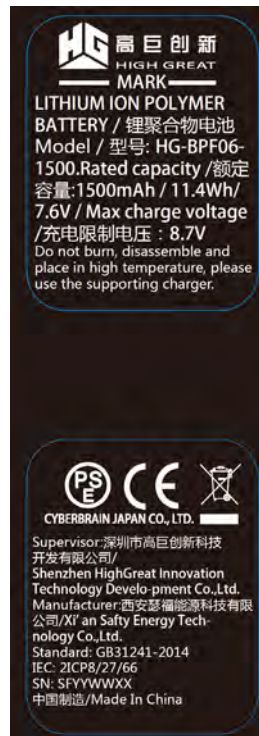 HG 高巨创新
HIGH GREAT
MARK
LITHIUM ION POLYMER
BATTERY / 锂聚合物电池
Model / 型号: HG-BPF06-
1500.Rated capacity /额定
容量:1500mAh / 11.4Wh/
7.6V / Max charge voltage
/充电限制电压：8.7V
Do not burn, disassemble and
place in high temperature, please
use the supporting charger.
PS
E CE
CYBERBRAIN JAPAN CO., LTD.
Supervisor:深圳市高巨创新科技
开发有限公司/
Shenzhen HighGreat Innovation
Technology Develo-pment Co.,Ltd.
Manufacturer:西安瑟福能源科技有限
公司/Xi’an Safty Energy Tech-
nology Co.,Ltd.
Standard: GB31241-2014
IEC: 2ICP8/27/66
SN: SFYYWWXX
中国制造/Made In China